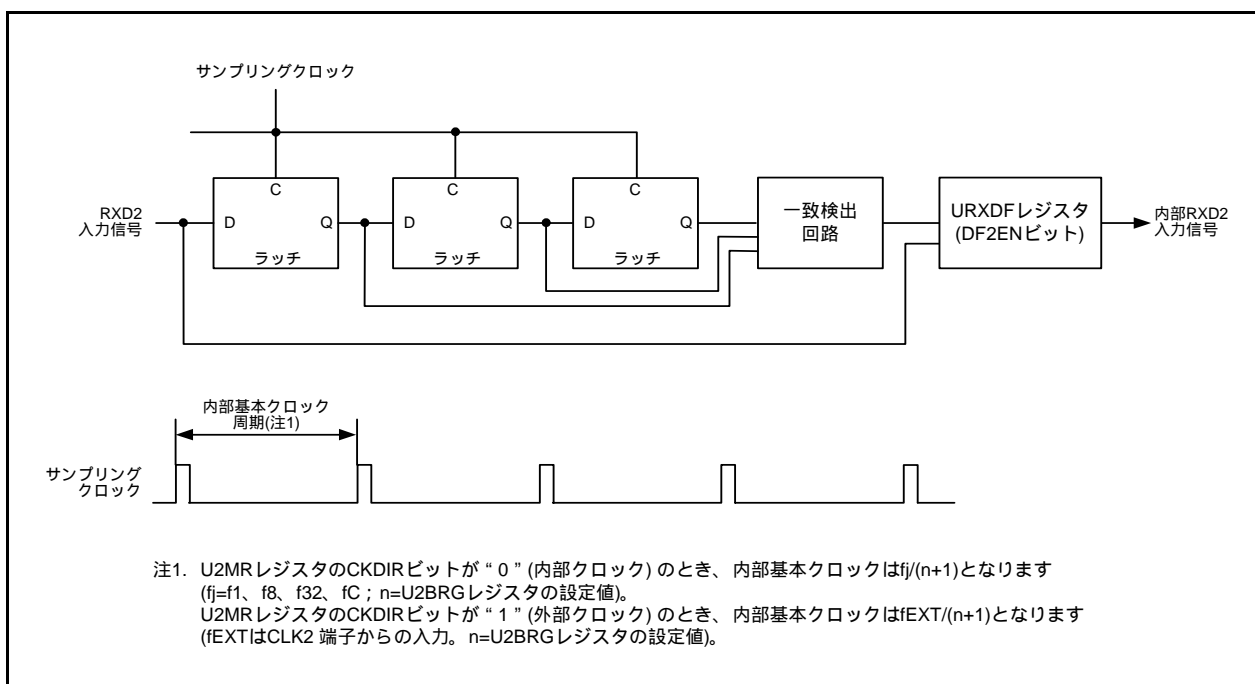 サンプリングクロック
C
C
C
RXD2
入力信号
D
Q
D
Q
D
Q
ラッチ
ラッチ
ラッチ
一致検出
回路
URXDFレジスタ
(DF2ENビット)
内部RXD2
入力信号
内部基本クロック
周期(注1)
サンプリング
クロック
注1. U2MRレジスタのCKDIRビットが“0”(内部クロック) のとき、内部基本クロックはfj/(n+1)となります
(fj=f1、f8、f32、fC；n=U2BRGレジスタの設定値)。
U2MRレジスタのCKDIRビットが“1”(外部クロック) のとき、内部基本クロックはfEXT/(n+1)となります
(fEXTはCLK2 端子からの入力。n=U2BRGレジスタの設定値)。